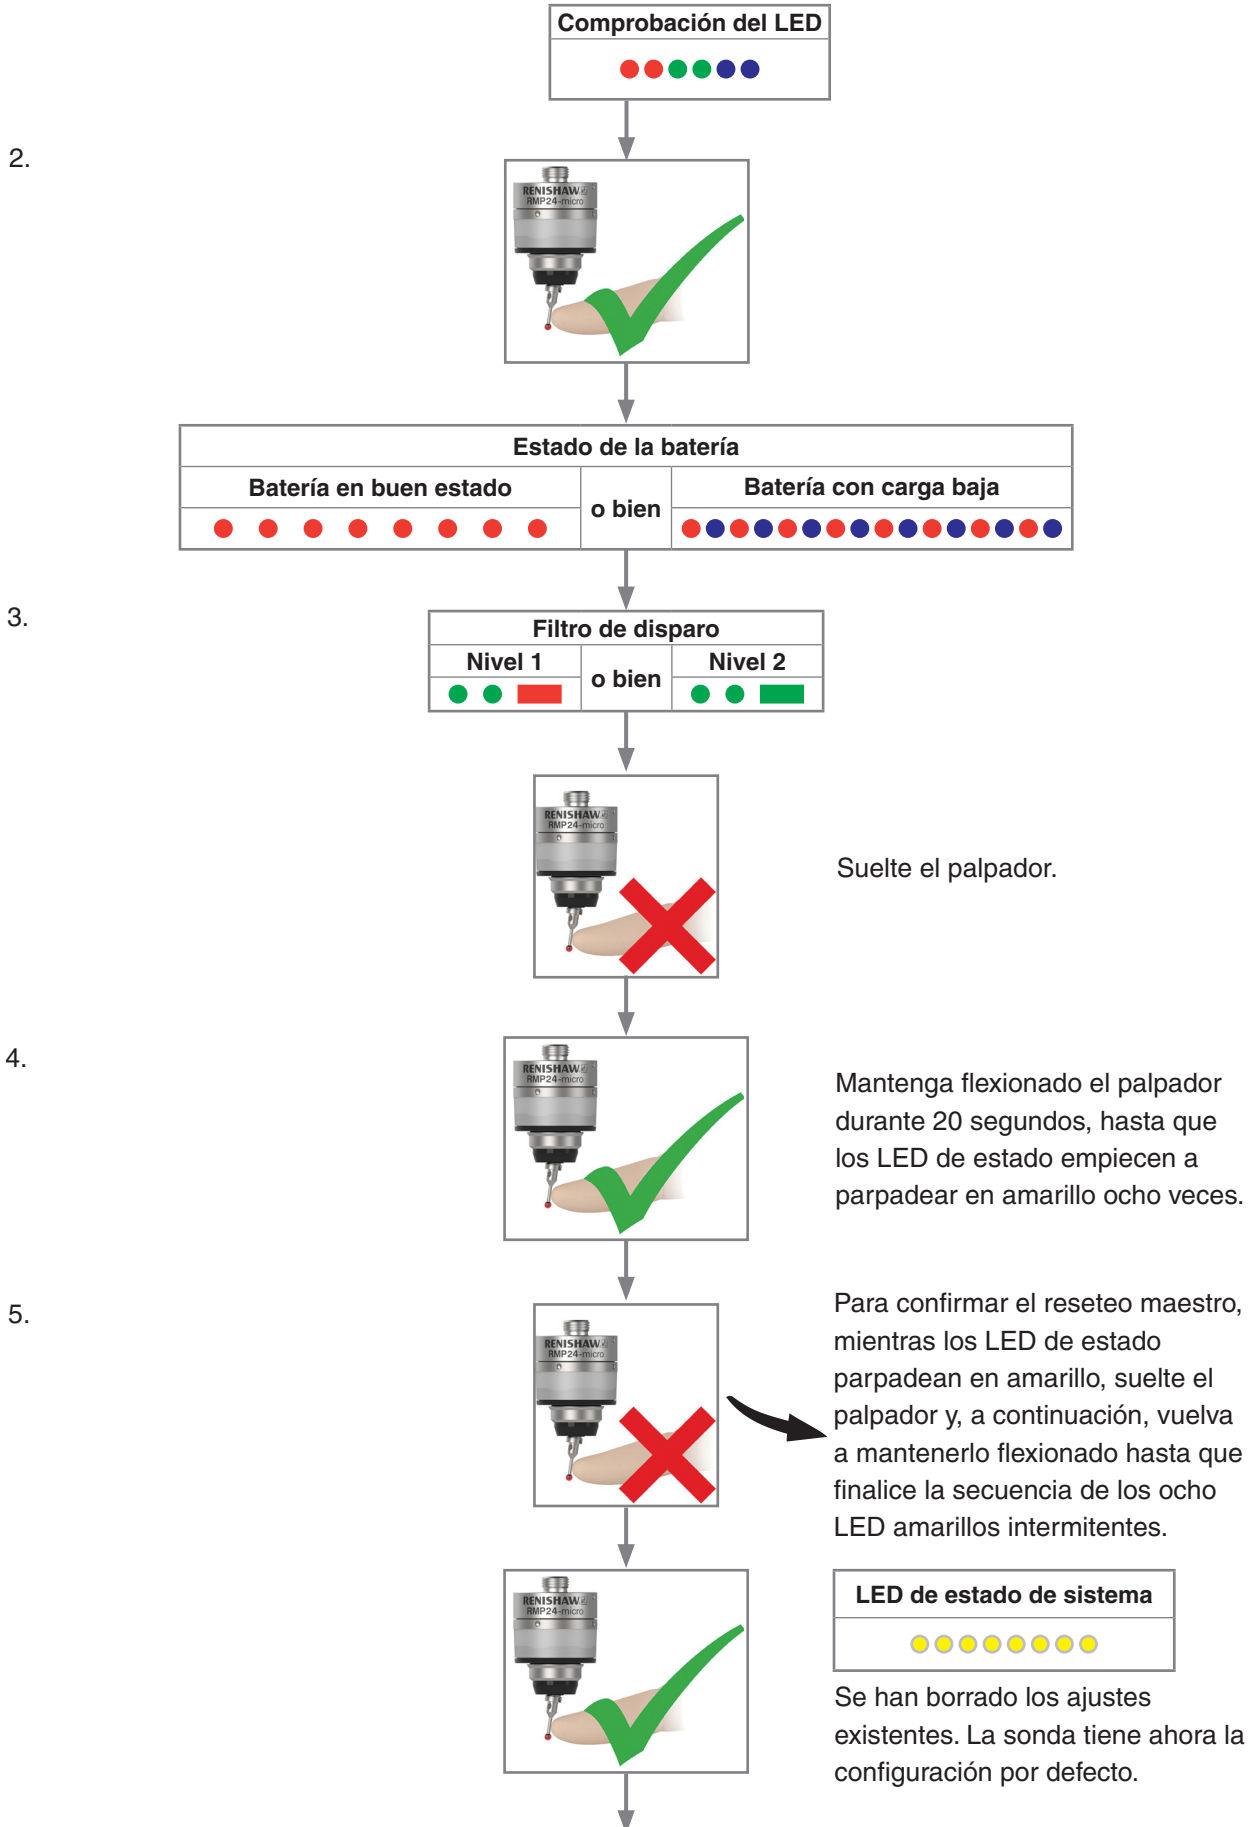 Comprobación del LED
2.
RENISHAW
RMP24-micro
Estado de la batería
Batería en buen estado
o bien
Batería con carga baja
3.
Filtro de disparo
Nivel 1
o bien
Nivel 2
RENISHAW
RMP24-micro
Suelte el palpador.
4.
RENISHAW
RMP24-micro
Mantenga flexionado el palpador
durante 20 segundos, hasta que
los LED de estado empiecen a
parpadear en amarillo ocho veces.
5.
RENISHAW
RMP24-micro
Para confirmar el reseteo maestro,
mientras los LED de estado
parpadean en amarillo, suelte el
palpador y, a continuación, vuelva
a mantenerlo flexionado hasta que
finalice la secuencia de los ocho
LED amarillos intermitentes.
RENISHAW
RMP24-micro
LED de estado de sistema
Se han borrado los ajustes
existentes. La sonda tiene ahora la
configuración por defecto.